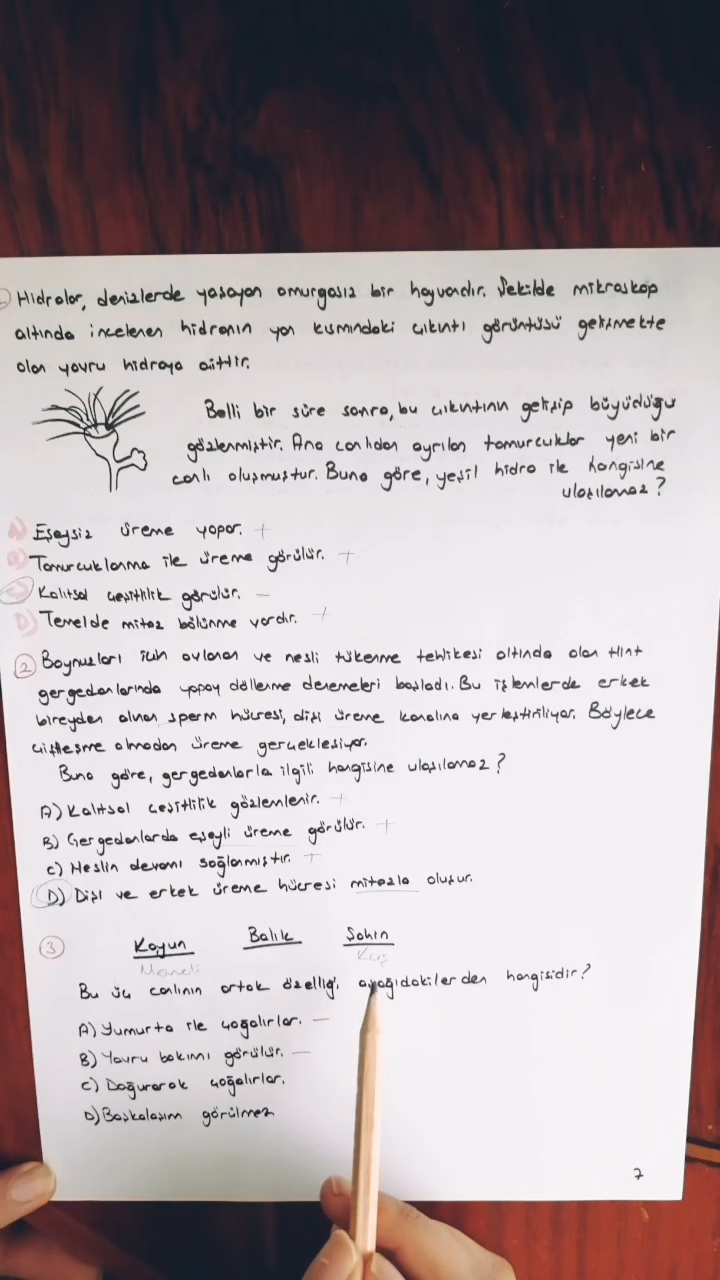 Hidralar, denizlerde yaşayan omurgasız bir hayvandır. Şekilde mikroskop
altında incelenen hidranın yan kısmındaki çıkıntı görüntüsü gelişmekte
olan yavru hidraya aittir.
Belli bir süre sonra, bu çıkıntının gelişip büyüdüğü
gözlenmiştir. Ana canlıdan ayrılan tomurcuklar yeni bir
canlı oluşmuştur. Buna göre, yeşil hidra ile hangisine
ulaşılamaz?
A) Eşeysiz üreme yapar. +
B) Tomurcuklanma ile üreme görülür. +
C) Kalıtsal çeşitlilik görülür. -
D) Temelde mitoz bölünme vardır. +
2 Boynuzları için avlanan ve nesli tükenme tehlikesi altında olan Hint
gergedanlarında yapay döllenme denemeleri başladı. Bu işlemlerde erkek
bireyden alınan sperm hücresi, dişi üreme kanalına yerleştiriliyor. Böylece
çiftleşme olmadan üreme gerçekleşiyor.
Buna göre, gergedanlarla ilgili hangisine ulaşılamaz?
A) Kalıtsal çeşitlilik gözlemlenir. +
B) Gergedanlarda eşeyli üreme görülür. +
C) Neslin devamı sağlanmıştır. +
D) Dişi ve erkek üreme hücresi mitozla oluşur.
3 Koyun Balık Şahin
Memeli Kuş
Bu üç canlının ortak özelliği aşağıdakilerden hangisidir?
A) Yumurta ile çoğalırlar. -
B) Yavru bakımı görülür. -
C) Doğurarak çoğalırlar.
D) Başkalaşım görülmez
7